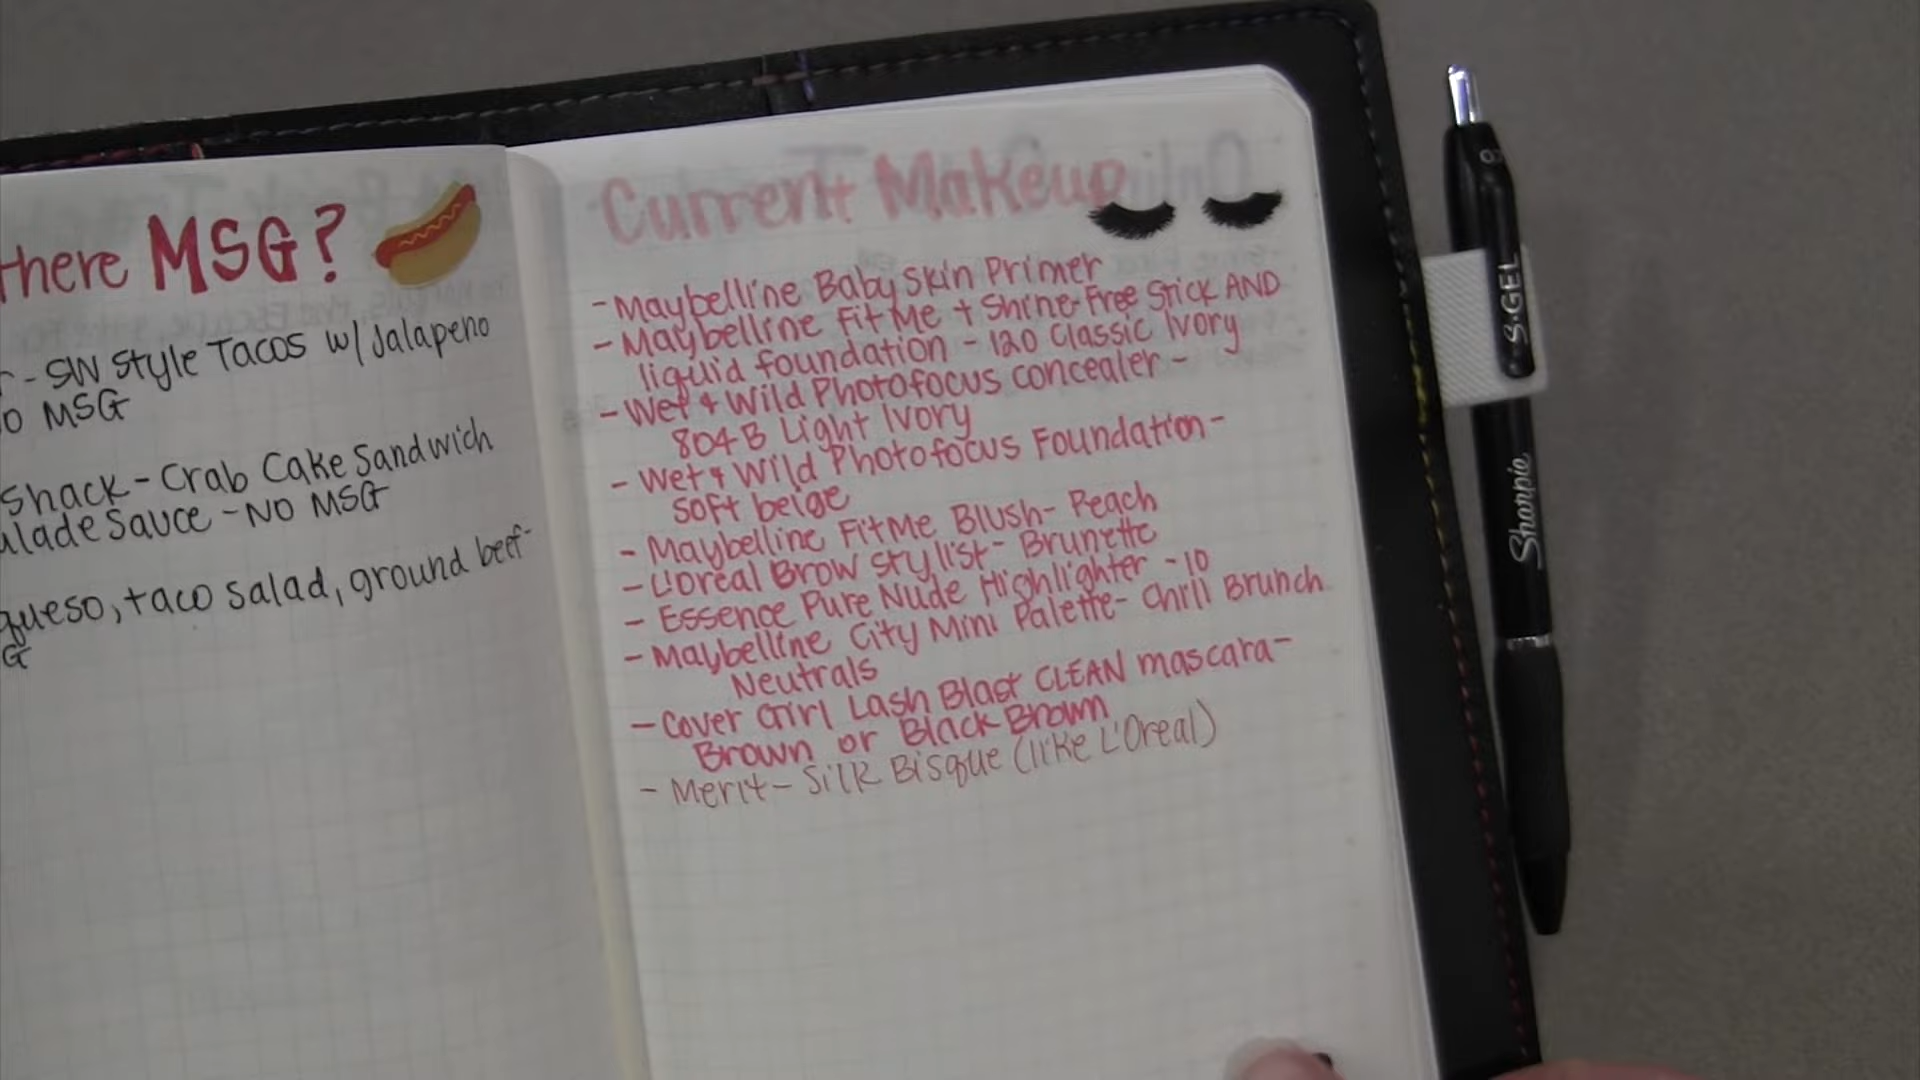 there MSG?
- SW Style Tacos w/ Jalapeno
NO MSG
Shack - Crab Cake Sandwich
Sauce - NO MSG
queso, taco salad, ground beef-
G
Current Makeup
- Maybelline Baby Skin Primer
- Maybelline Fit Me + Shine-Free Stick AND
liquid foundation - 120 Classic Ivory
- Wet & Wild Photofocus concealer -
804B Light Ivory
- Wet & Wild Photofocus Foundation -
soft beige
- Maybelline FitMe Blush - Peach
- L'Oreal Brow Stylist - Brunette
- Essence Pure Nude Highlighter - 10
- Maybelline City Mini Palette - Chill Brunch
Neutrals
- Cover Girl Lash Blast CLEAN mascara -
Brown or Black Brown
- Merit - Silk Bisque (like L'Oreal)
S·GEL
Sharpie